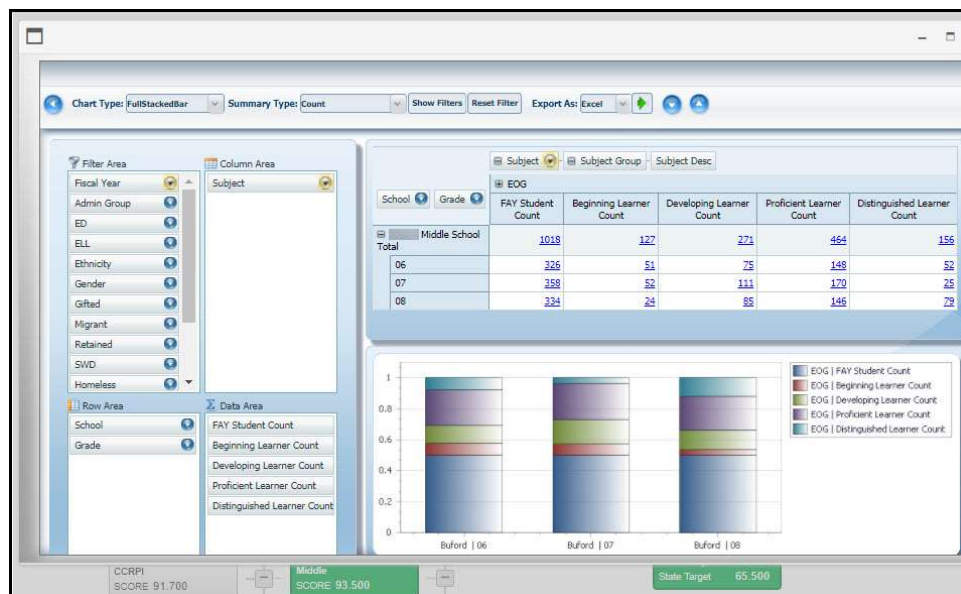 Chart Type: FullStackedBar Summary Type: Count Show Filters Reset Filter Export As: Excel
Filter Area
Fiscal Year
Admin Group
ED
ELL
Ethnicity
Gender
Gifted
Migrant
Retained
SWD
Homeless
Column Area
Subject
Row Area
School
Grade
Data Area
FAY Student Count
Beginning Learner Count
Developing Learner Count
Proficient Learner Count
Distinguished Learner Count
Subject Subject Group Subject Desc
EOG
School Grade
FAY Student Count
Beginning Learner Count
Developing Learner Count
Proficient Learner Count
Distinguished Learner Count
Middle School Total 1018 127 271 464 156
06 326 51 75 148 52
07 358 52 111 170 25
08 334 24 85 146 79
1
0.8
0.6
0.4
0.2
0
Buford | 06 Buford | 07 Buford | 08
EOG | FAY Student Count
EOG | Beginning Learner Count
EOG | Developing Learner Count
EOG | Proficient Learner Count
EOG | Distinguished Learner Count
CCRPI
SCORE 91.700
Middle
SCORE 93.500
State Target 65.500